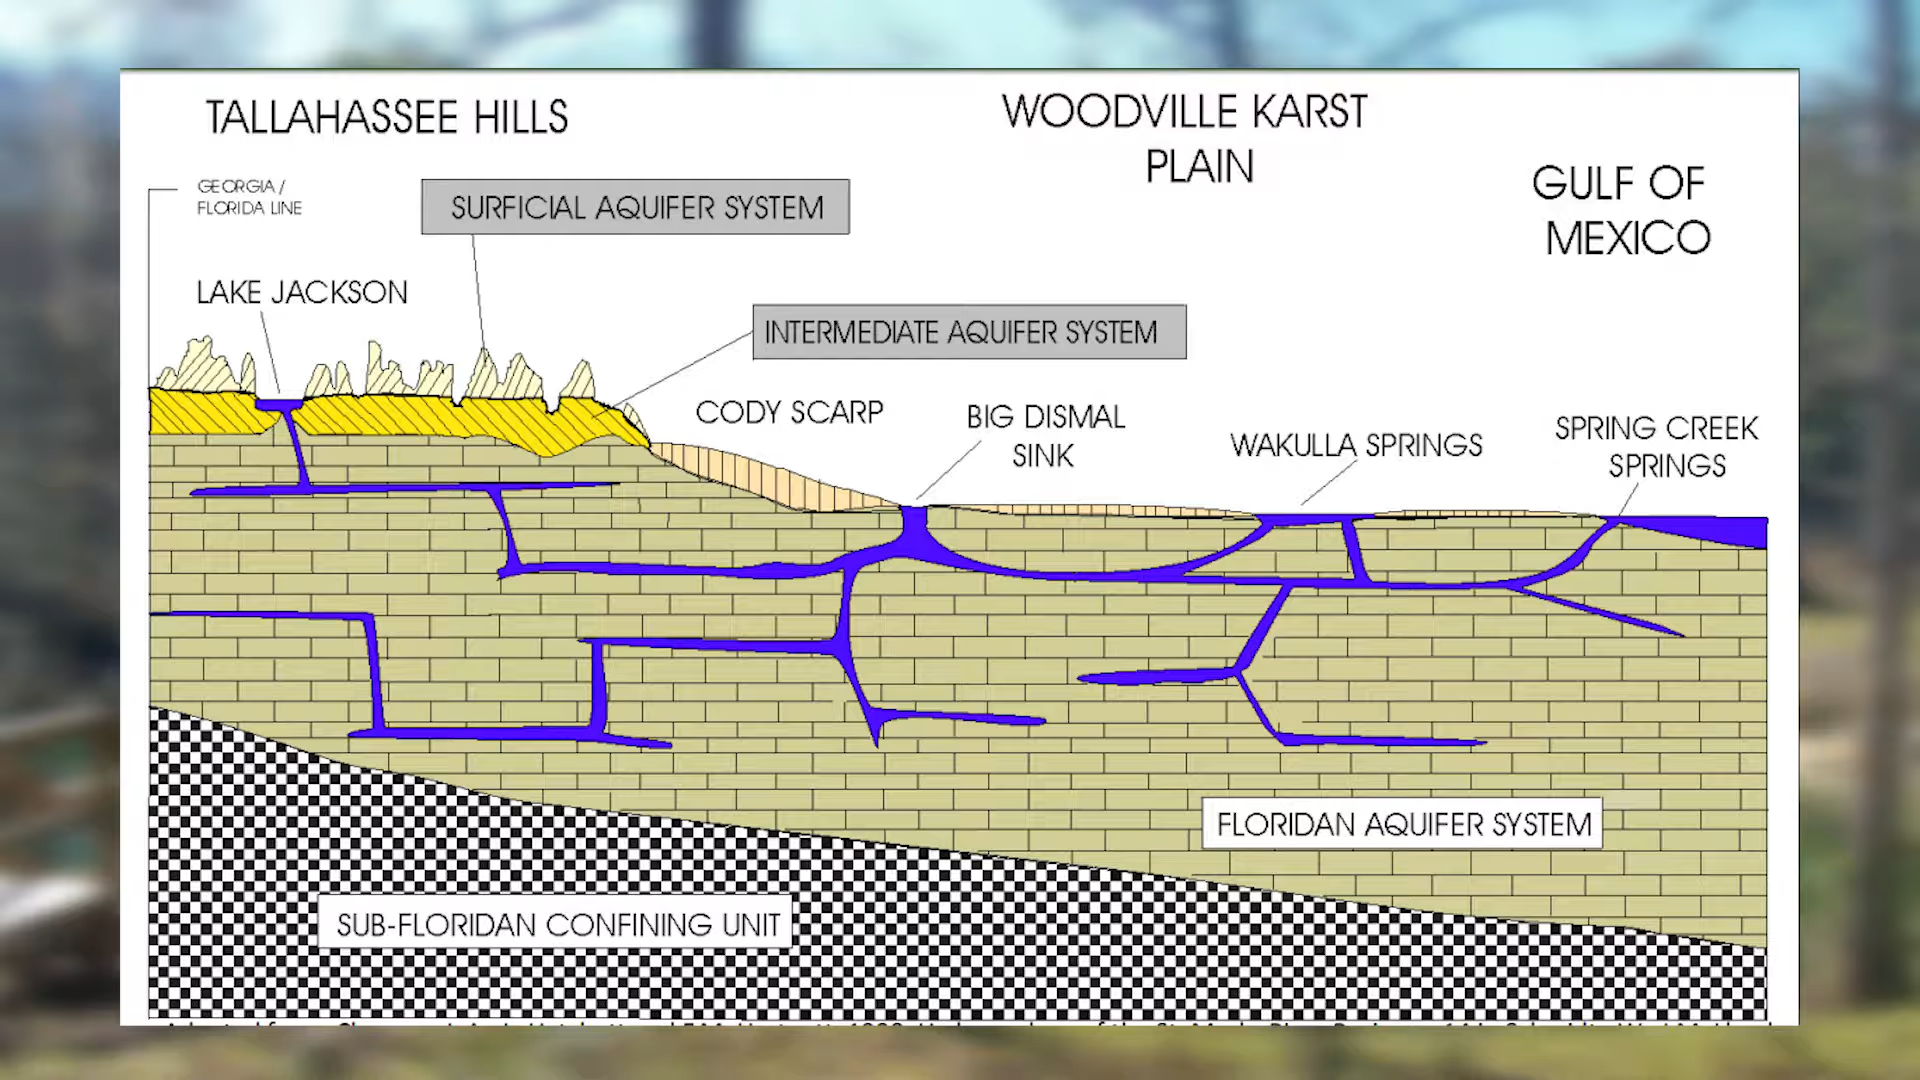 TALLAHASSEE HILLS
WOODVILLE KARST
PLAIN
GULF OF
MEXICO
GEORGIA /
FLORIDA LINE
SURFICIAL AQUIFER SYSTEM
LAKE JACKSON
INTERMEDIATE AQUIFER SYSTEM
CODY SCARP
BIG DISMAL
SINK
WAKULLA SPRINGS
SPRING CREEK
SPRINGS
FLORIDAN AQUIFER SYSTEM
SUB-FLORIDAN CONFINING UNIT